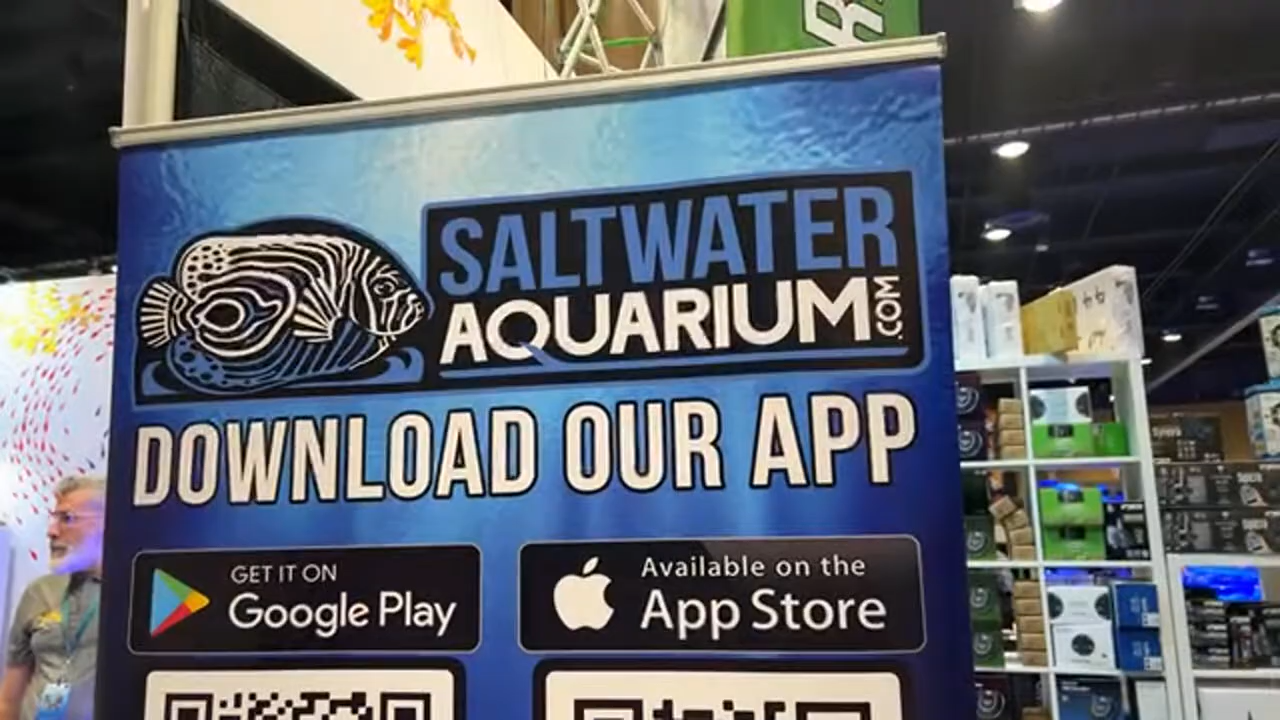 SALTWATER
AQUARIUM.COM
DOWNLOAD OUR APP
GET IT ON
Google Play
Available on the
App Store